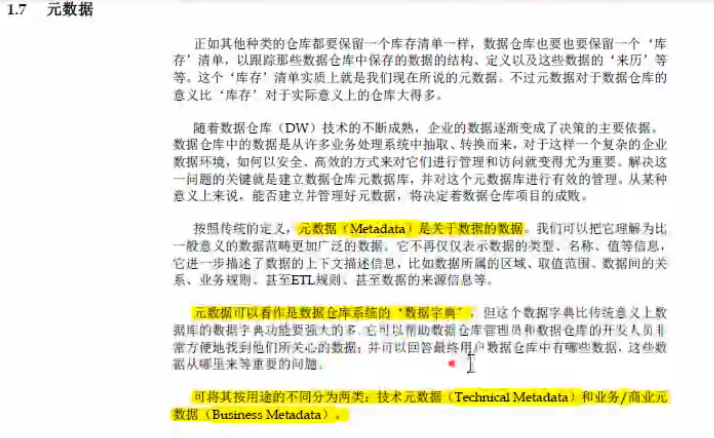 1.7 元数据
正如其他种类的仓库都要保留一个库存清单一样，数据仓库也要也要保留一个‘库
存’清单，以跟踪那些数据仓库中保存的数据的结构、定义以及这些数据的‘来历’等
等。这个‘库存’清单实质上就是我们现在所说的元数据。不过元数据对于数据仓库的
意义比‘库存’对于实际意义上的仓库大得多。
随着数据仓库（DW）技术的不断成熟，企业的数据逐渐变成了决策的主要依据。
数据仓库中的数据是从许多业务处理系统中抽取、转换而来，对于这样一个复杂的企业
数据环境，如何以安全、高效的方式来对它们进行管理和访问就变得尤为重要。解决这
一问题的关键就是建立数据仓库元数据库，并对这个元数据库进行有效的管理。从某种
意义上来说，能否建立并管理好元数据，将决定着数据仓库项目的成败。
按照传统的定义，元数据（Metadata）是关于数据的数据。我们可以把它理解为比
一般意义的数据范畴更加广泛的数据。它不再仅仅表示数据的类型、名称、值等信息，
它进一步描述了数据的上下文描述信息，比如数据所属的区域、取值范围、数据间的关
系、业务规则、甚至ETL规则、甚至数据的来源信息等。
元数据可以看作是数据仓库系统的‘数据字典’，但这个数据字典比传统意义上数
据库的数据字典功能要强大的多．它可以帮助数据仓库管理员和数据仓库的开发人员非
常方便地找到他们所关心的数据；并可以回答最终用户数据仓库中有哪些数据，这些数
据从哪里来等重要的问题。
可将其按用途的不同分为两类：技术元数据（Technical Metadata）和业务/商业元
数据（Business Metadata）。